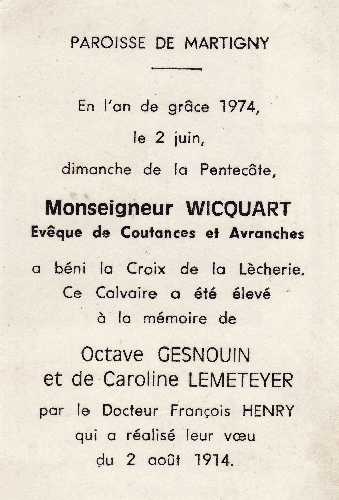 PAROISSE DE MARTIGNY
En l'an de grâce 1974,
le 2 juin,
dimanche de la Pentecôte,
Monseigneur WICQUART
Evêque de Coutances et Avranches
a béni la Croix de la Lècherie.
Ce Calvaire a été élevé
à la mémoire de
Octave GESNOUIN
et de Caroline LEMETEYER
par le Docteur François HENRY
qui a réalisé leur vœu
du 2 août 1914.